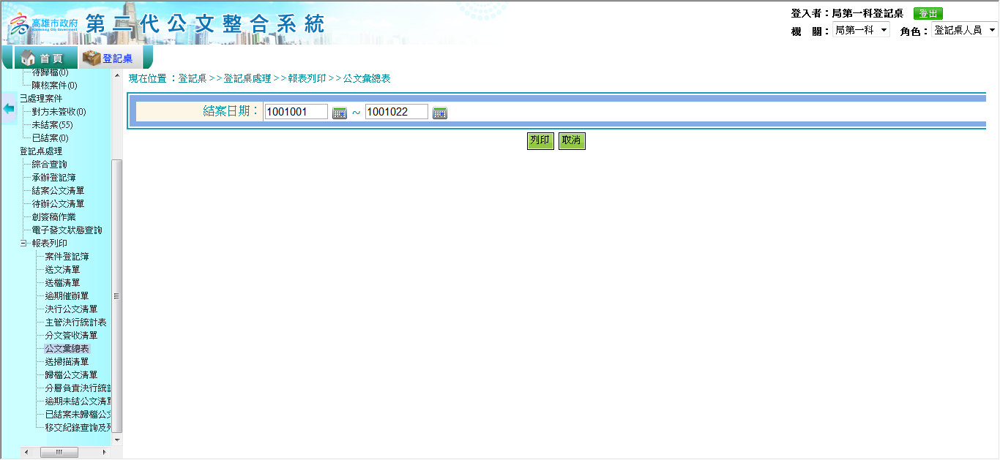 高雄市政府
Kaohsiung City Government
第二代公文整合系統
登入者：局第一科登記桌 登出
機 關： 局第一科 角色： 登記桌人員
首頁 登記桌
待歸檔(0)
陳核案件(0)
已處理案件
對方未簽收(0)
未結案(55)
已結案(0)
登記桌處理
綜合查詢
承辦登記簿
結案公文清單
待辦公文清單
創簽稿作業
電子發文狀態查詢
報表列印
案件登記簿
送文清單
送檔清單
逾期催辦單
決行公文清單
主管決行統計表
分文簽收清單
公文彙總表
送掃描清單
歸檔公文清單
分層負責決行統計
逾期未結公文清單
已結案未歸檔公文
移交紀錄查詢及列
現在位置 ：登記桌>>登記桌處理>>報表列印>>公文彙總表
結案日期： 1001001 ~ 1001022
列印 取消